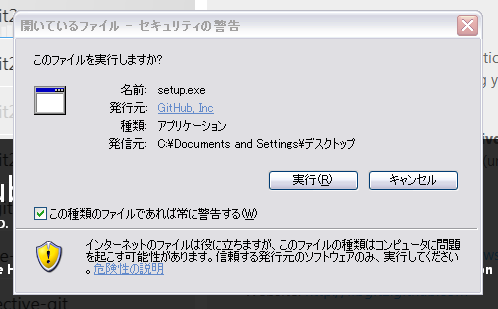 開いているファイル - セキュリティの警告
このファイルを実行しますか?
名前: setup.exe
発行元: GitHub, Inc
種類: アプリケーション
発信元: C:¥Documents and Settings¥デスクトップ
実行(R)
キャンセル
この種類のファイルであれば常に警告する(W)
インターネットのファイルは役に立ちますが、このファイルの種類はコンピュータに問題
を起こす可能性があります。信頼する発行元のソフトウェアのみ、実行してください
。危険性の説明
ective-git